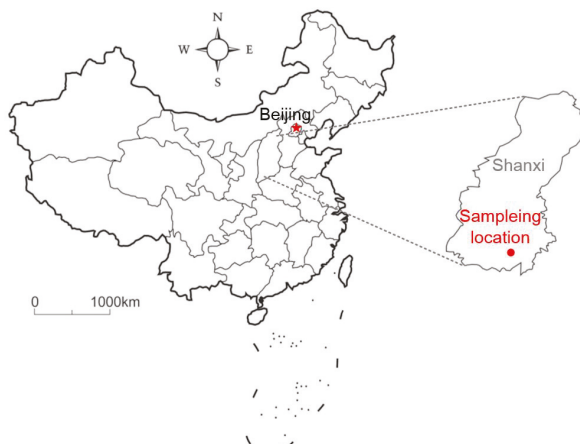 N
W E
S
Beijing
Shanxi
Sampleing
location
0 1000km